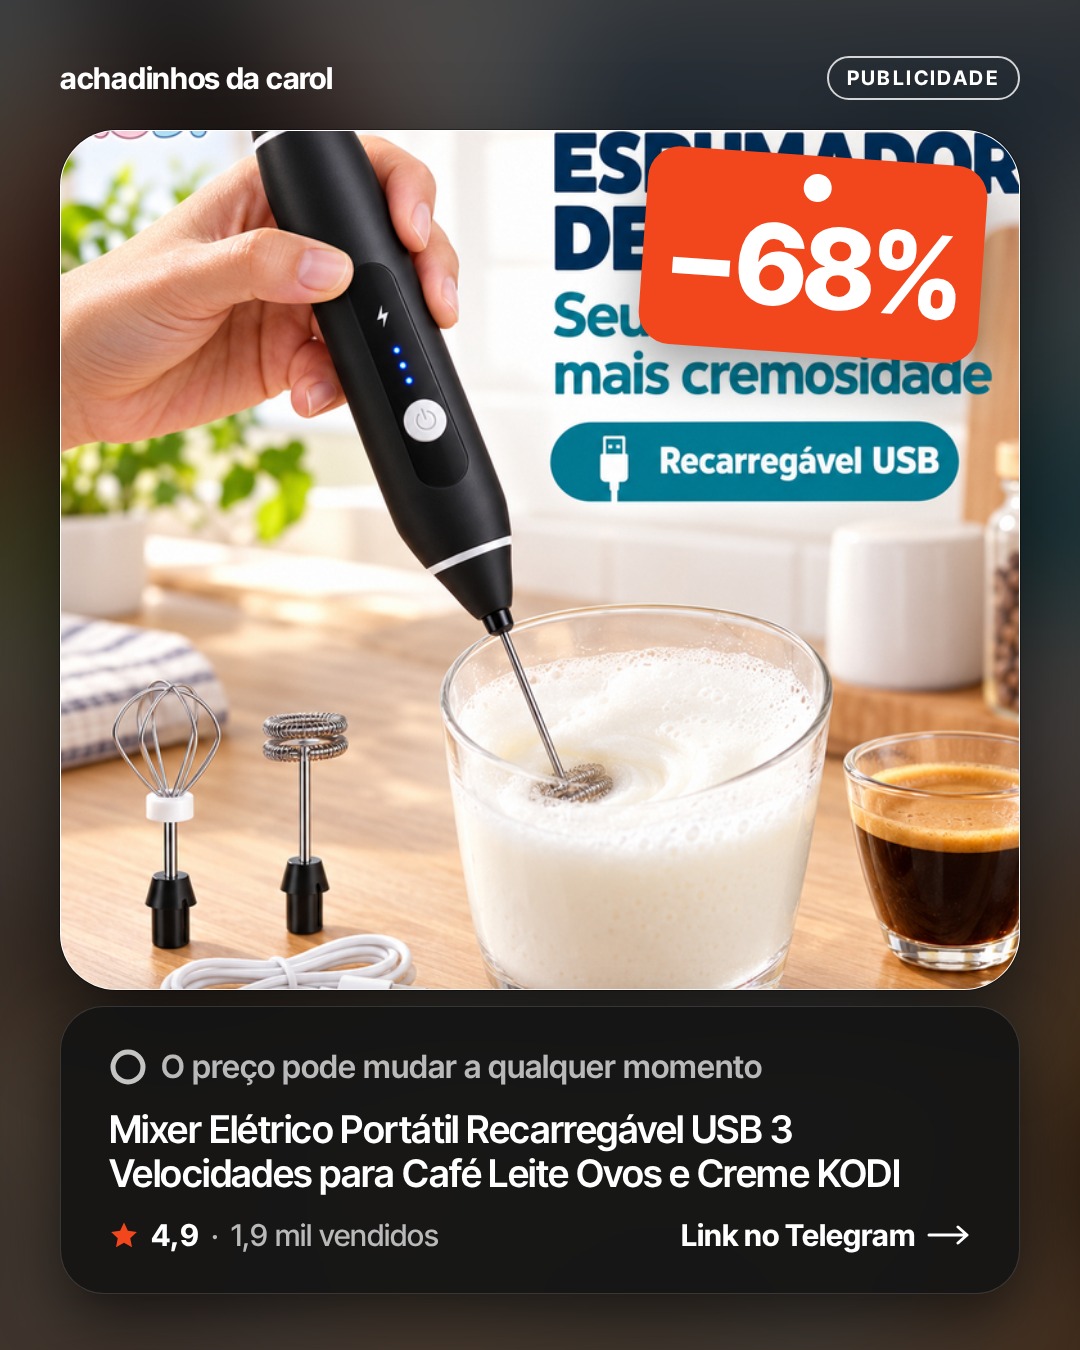 achadinhos da carol
PUBLICIDADE
ESPUMADOR
DE
–68%
Seu
mais cremosidade
Recarregável USB
O preço pode mudar a qualquer momento
Mixer Elétrico Portátil Recarregável USB 3
Velocidades para Café Leite Ovos e Creme KODI
4,9 · 1,9 mil vendidos
Link no Telegram